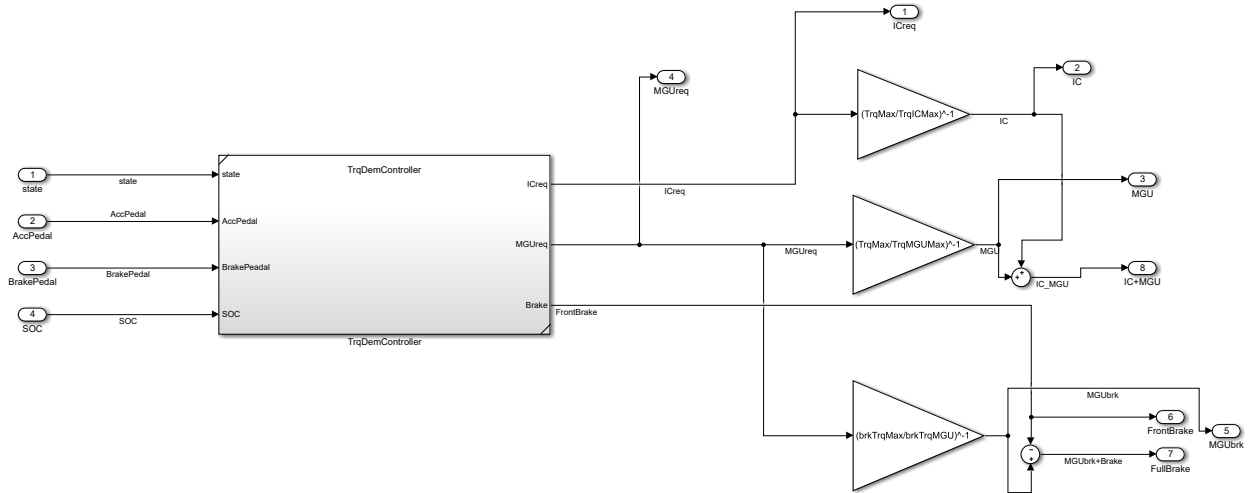 1
ICreq
2
IC
4
MGUreq
(TrqMax/TrqICMax)^-1
IC
1
state
state
TrqDemController
state
ICreq
ICreq
3
MGU
2
AccPedal
AccPedal
AccPedal
MGUreq
MGUreq
(TrqMax/TrqMGUMax)^-1
MGU
+
+
IC_MGU
8
IC+MGU
3
BrakePedal
BrakePedal
BrakePeadal
4
SOC
SOC
SOC
Brake
FrontBrake
TrqDemController
MGUbrk
6
FrontBrake
5
MGUbrk
(brkTrqMax/brkTrqMGU)^-1
−
+
MGUbrk+Brake
7
FullBrake